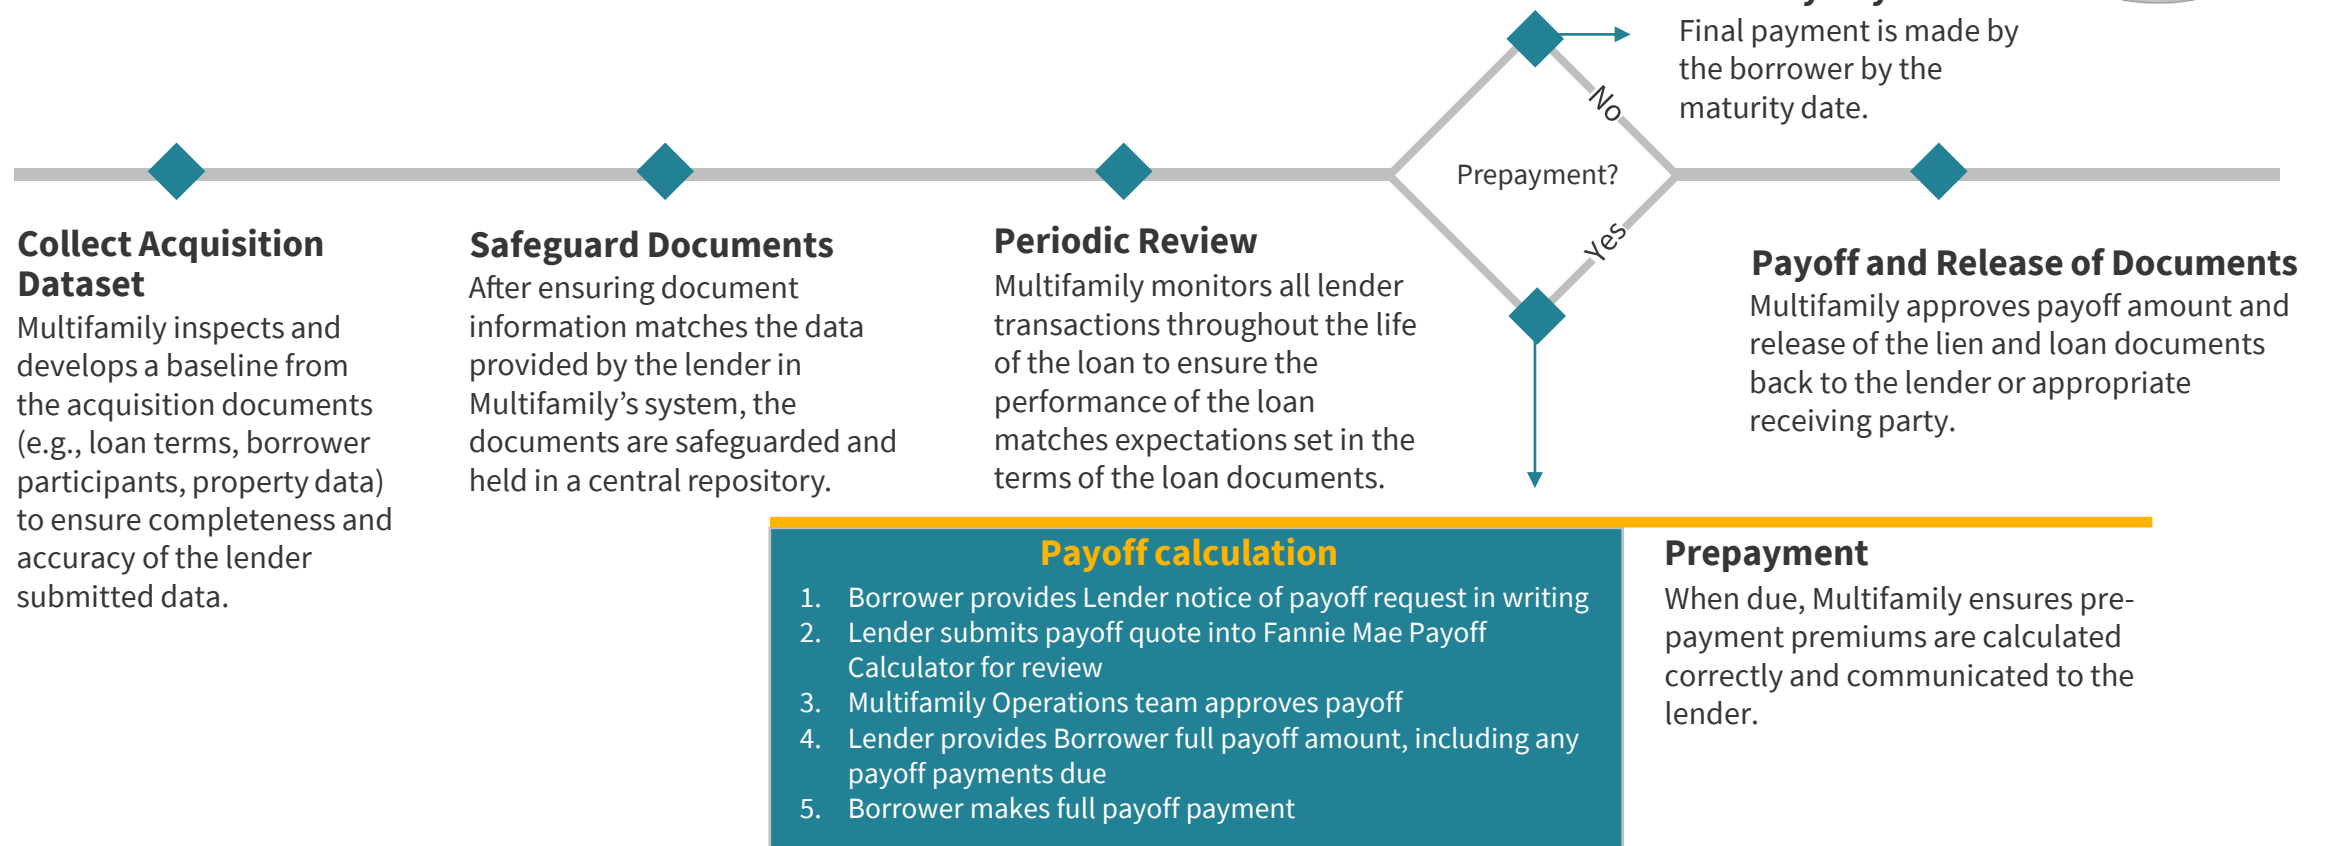 Final payment is made by
the borrower by the
maturity date.
No
Prepayment?
Yes
Collect Acquisition
Dataset
Multifamily inspects and
develops a baseline from
the acquisition documents
(e.g., loan terms, borrower
participants, property data)
to ensure completeness and
accuracy of the lender
submitted data.
Safeguard Documents
After ensuring document
information matches the data
provided by the lender in
Multifamily’s system, the
documents are safeguarded and
held in a central repository.
Periodic Review
Multifamily monitors all lender
transactions throughout the life
of the loan to ensure the
performance of the loan
matches expectations set in the
terms of the loan documents.
Payoff and Release of Documents
Multifamily approves payoff amount and
release of the lien and loan documents
back to the lender or appropriate
receiving party.
Payoff calculation
1. Borrower provides Lender notice of payoff request in writing
2. Lender submits payoff quote into Fannie Mae Payoff
Calculator for review
3. Multifamily Operations team approves payoff
4. Lender provides Borrower full payoff amount, including any
payoff payments due
5. Borrower makes full payoff payment
Prepayment
When due, Multifamily ensures pre-
payment premiums are calculated
correctly and communicated to the
lender.